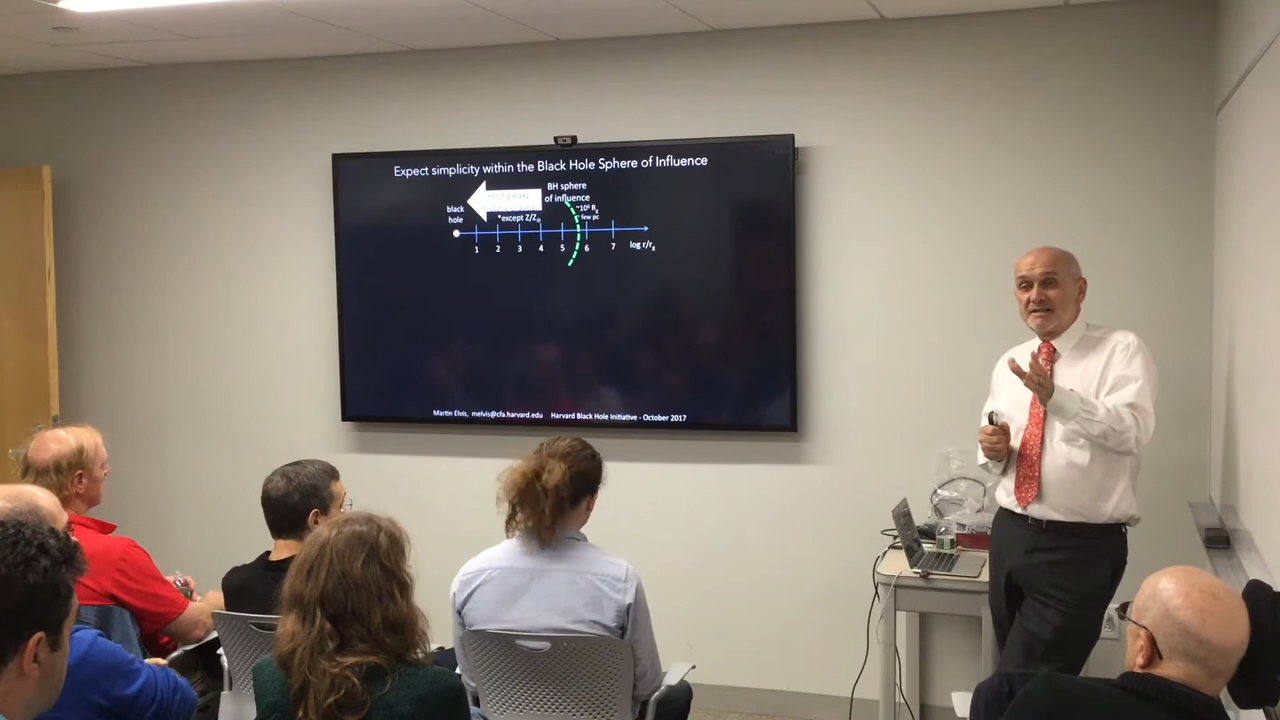 Expect simplicity within the Black Hole Sphere of Influence
BH sphere
of influence
black
hole
*except Z/Z☉
~10⁶ Rg
~ few pc
1 2 3 4 5 6 7 log r/rg
Martin Elvis, melvis@cfa.harvard.edu Harvard Black Hole Initiative - October 2017